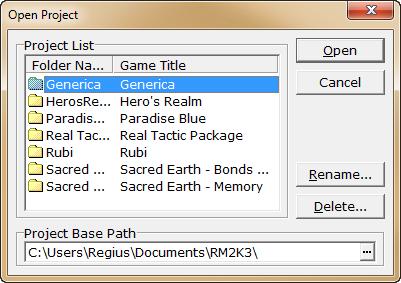 Open Project
Project List
Folder Na... Game Title
Generica Generica
HerosRe... Hero's Realm
Paradis... Paradise Blue
Real Tac... Real Tactic Package
Rubi Rubi
Sacred ... Sacred Earth - Bonds ...
Sacred ... Sacred Earth - Memory
Open
Cancel
Rename...
Delete...
Project Base Path
C:\Users\Regius\Documents\RM2K3\
...